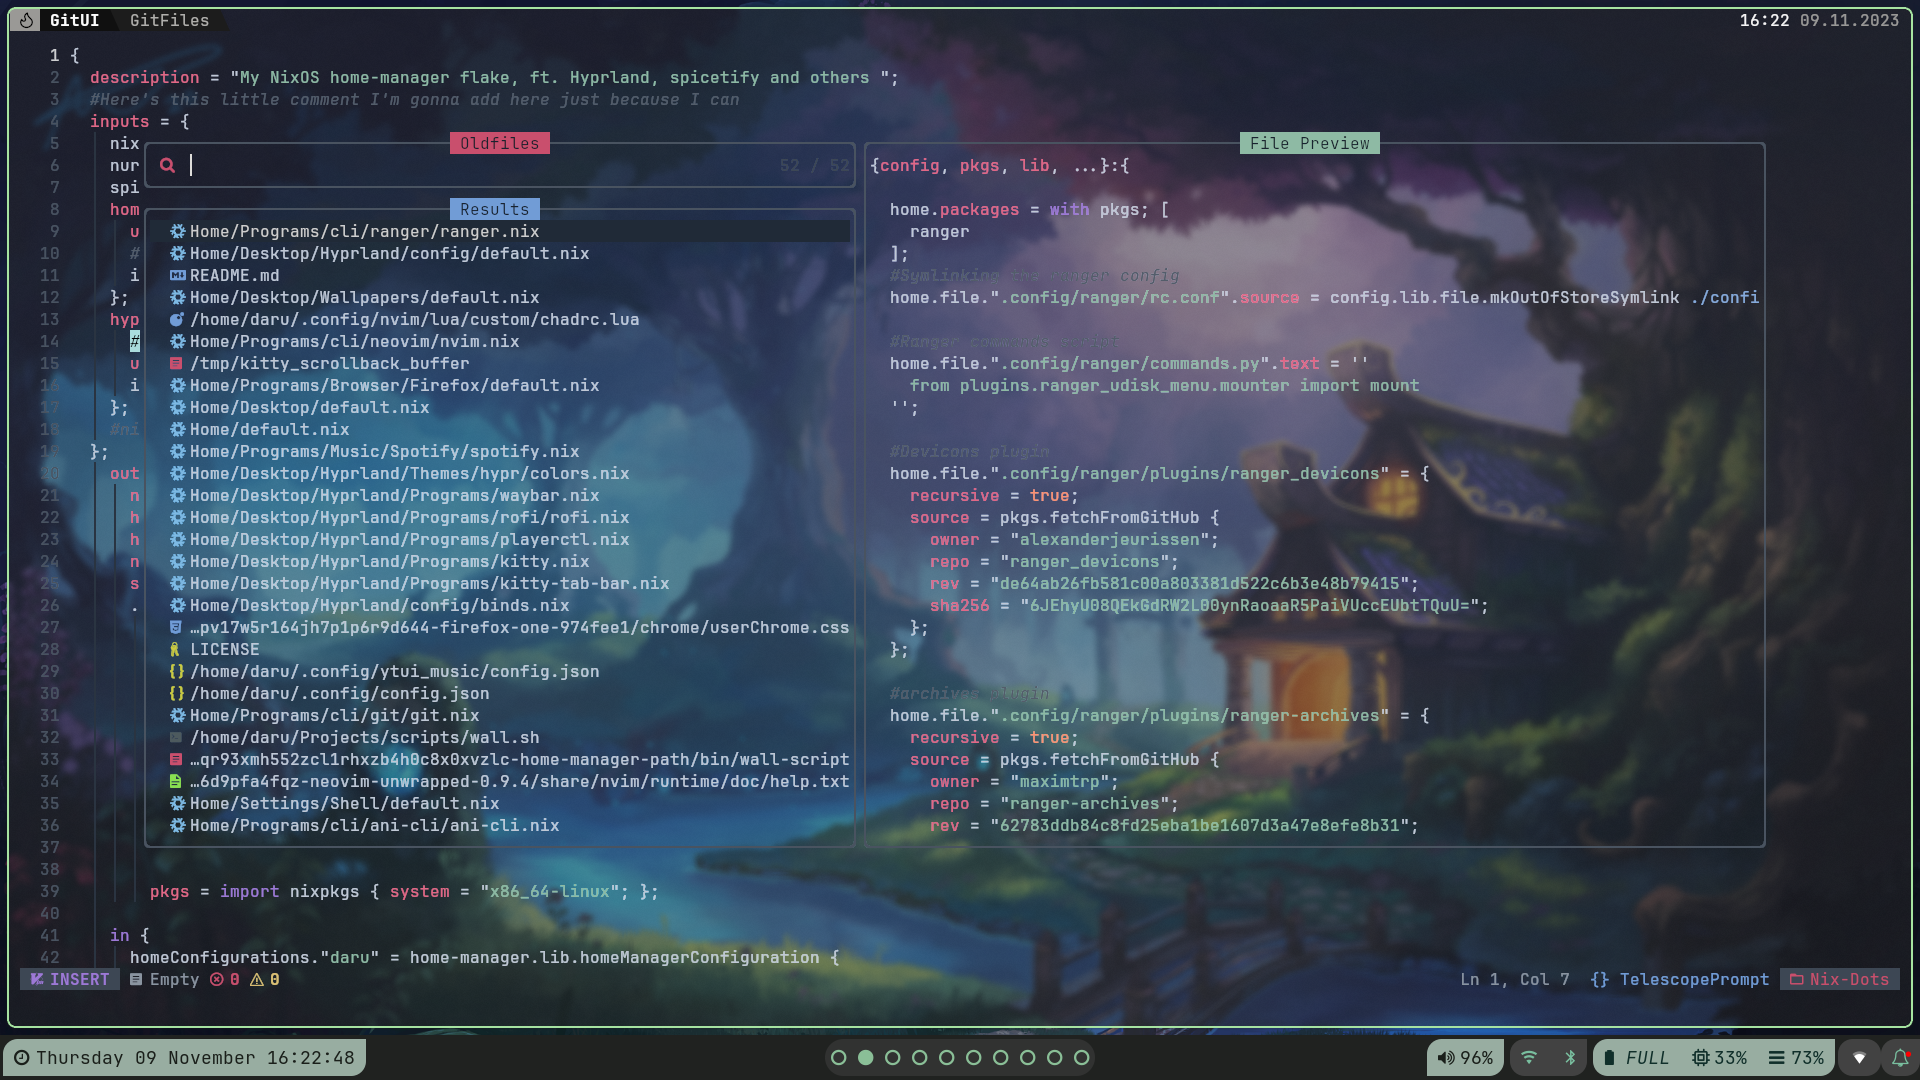 GitUI GitFiles 16:22 09.11.2023
1 {
2 description = "My NixOS home-manager flake, ft. Hyprland, spicetify and others ";
3 #Here's this little comment I'm gonna add here just because I can
4 inputs = {
5 nix
6 nur
7 spi
8 hom
9 u
10 #
11 i
12 };
13 hyp
14 #
15 u
16 i
17 };
18 #ni
19 };
20 out
21 n
22 h
23 h
24 n
25 s
26 .
27
28
29
30
31
32
33
34
35
36
37
38
39 pkgs = import nixpkgs { system = "x86_64-linux"; };
40
41 in {
42 homeConfigurations."daru" = home-manager.lib.homeManagerConfiguration {
Oldfiles
52 / 52
Results
Home/Programs/cli/ranger/ranger.nix
Home/Desktop/Hyprland/config/default.nix
README.md
Home/Desktop/Wallpapers/default.nix
/home/daru/.config/nvim/lua/custom/chadrc.lua
Home/Programs/cli/neovim/nvim.nix
/tmp/kitty_scrollback_buffer
Home/Programs/Browser/Firefox/default.nix
Home/Desktop/default.nix
Home/default.nix
Home/Programs/Music/Spotify/spotify.nix
Home/Desktop/Hyprland/Themes/hypr/colors.nix
Home/Desktop/Hyprland/Programs/waybar.nix
Home/Desktop/Hyprland/Programs/rofi/rofi.nix
Home/Desktop/Hyprland/Programs/playerctl.nix
Home/Desktop/Hyprland/Programs/kitty.nix
Home/Desktop/Hyprland/Programs/kitty-tab-bar.nix
Home/Desktop/Hyprland/config/binds.nix
…pv17w5r164jh7p1p6r9d644-firefox-one-974fee1/chrome/userChrome.css
LICENSE
/home/daru/.config/ytui_music/config.json
/home/daru/.config/config.json
Home/Programs/cli/git/git.nix
/home/daru/Projects/scripts/wall.sh
…qr93xmh552zcl1rhxzb4h0c8x0xvzlc-home-manager-path/bin/wall-script
…6d9pfa4fqz-neovim-unwrapped-0.9.4/share/nvim/runtime/doc/help.txt
Home/Settings/Shell/default.nix
Home/Programs/cli/ani-cli/ani-cli.nix
File Preview
{config, pkgs, lib, ...}:{
home.packages = with pkgs; [
ranger
];
#Symlinking the ranger config
home.file.".config/ranger/rc.conf".source = config.lib.file.mkOutOfStoreSymlink ./confi
#Ranger commands
home.file.".config/ranger/commands.py".text = ''
from plugins.ranger_udisk_menu.mounter import mount
'';
#Devicons plugin
home.file.".config/ranger/plugins/ranger_devicons" = {
recursive = true;
source = pkgs.fetchFromGitHub {
owner = "alexanderjeurissen";
repo = "ranger_devicons";
rev = "de64ab26fb581c00a803381d522c6b3e48b79415";
sha256 = "6JEhyU08QEkGdRW2L00ynRaoaaR5PaiVUccEUbtTQuU=";
};
};
#archives plugin
home.file.".config/ranger/plugins/ranger-archives" = {
recursive = true;
source = pkgs.fetchFromGitHub {
owner = "maximtrp";
repo = "ranger-archives";
rev = "62783ddb84c8fd25eba1be1607d3a47e8efe8b31";
INSERT Empty 0 0 Ln 1, Col 7 {} TelescopePrompt Nix-Dots
Thursday 09 November 16:22:48 96% FULL 33% 73%